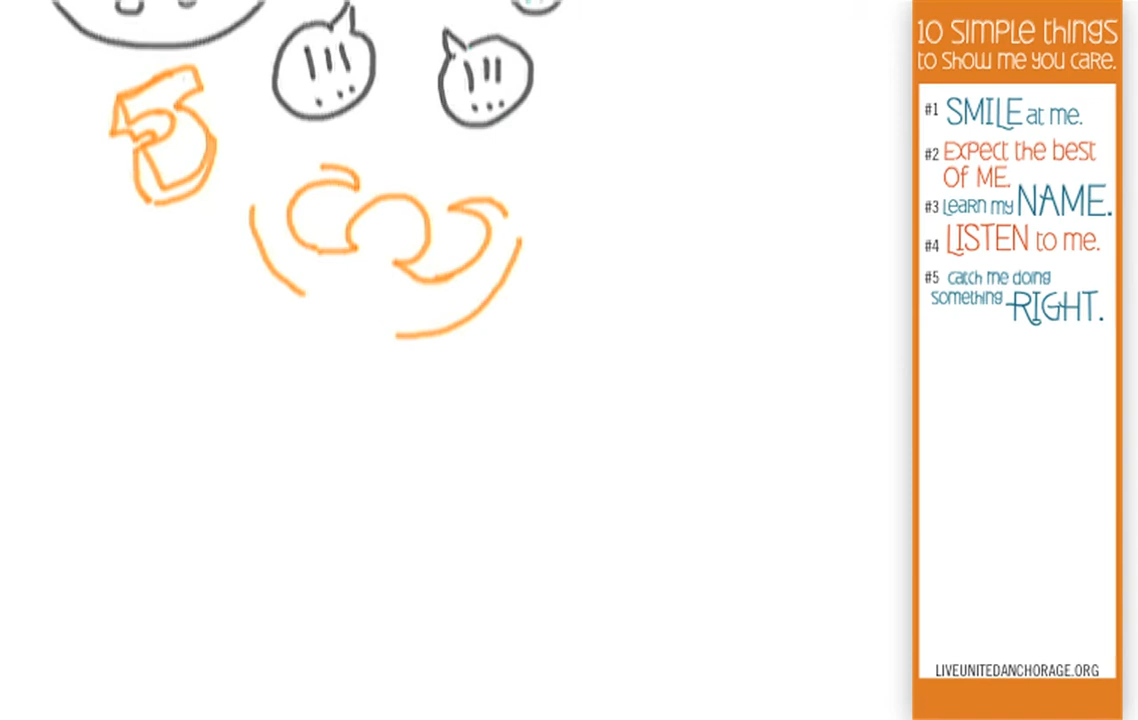 !!!
!!!
5
10 SIMPLE things
to SHOW me you CARE.
#1 SMILE at me.
#2 EXPECT the best
OF ME.
#3 Learn my NAME.
#4 LISTEN to me.
#5 Catch me doing
something RIGHT.
LIVEUNITEDANCHORAGE.ORG